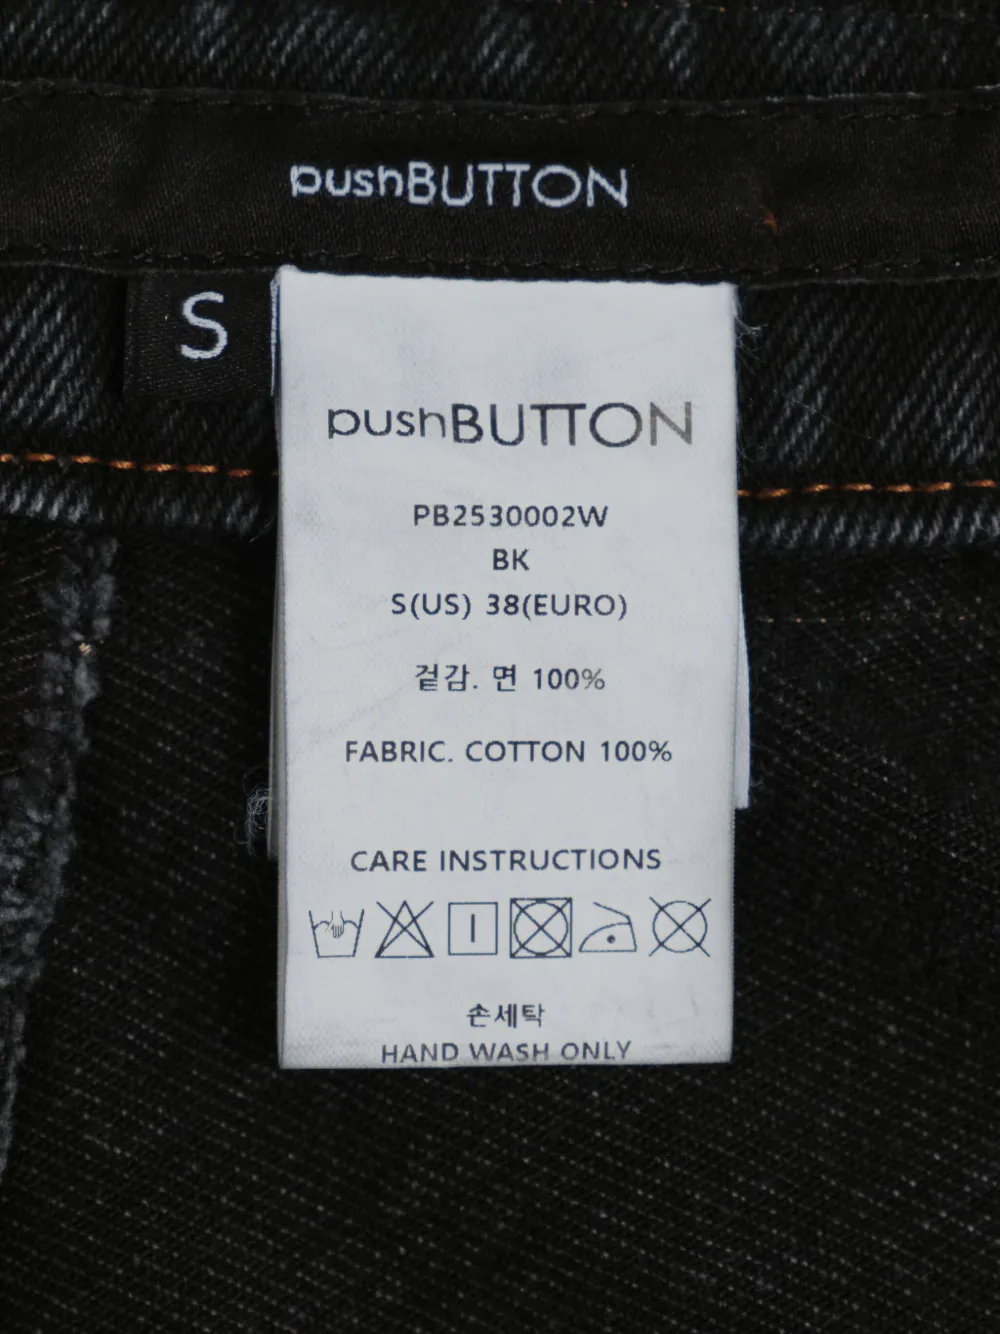 pushBUTTON
S
pushBUTTON
PB2530002W
BK
S(US) 38(EURO)
겉감. 면 100%
FABRIC. COTTON 100%
CARE INSTRUCTIONS
손세탁
HAND WASH ONLY